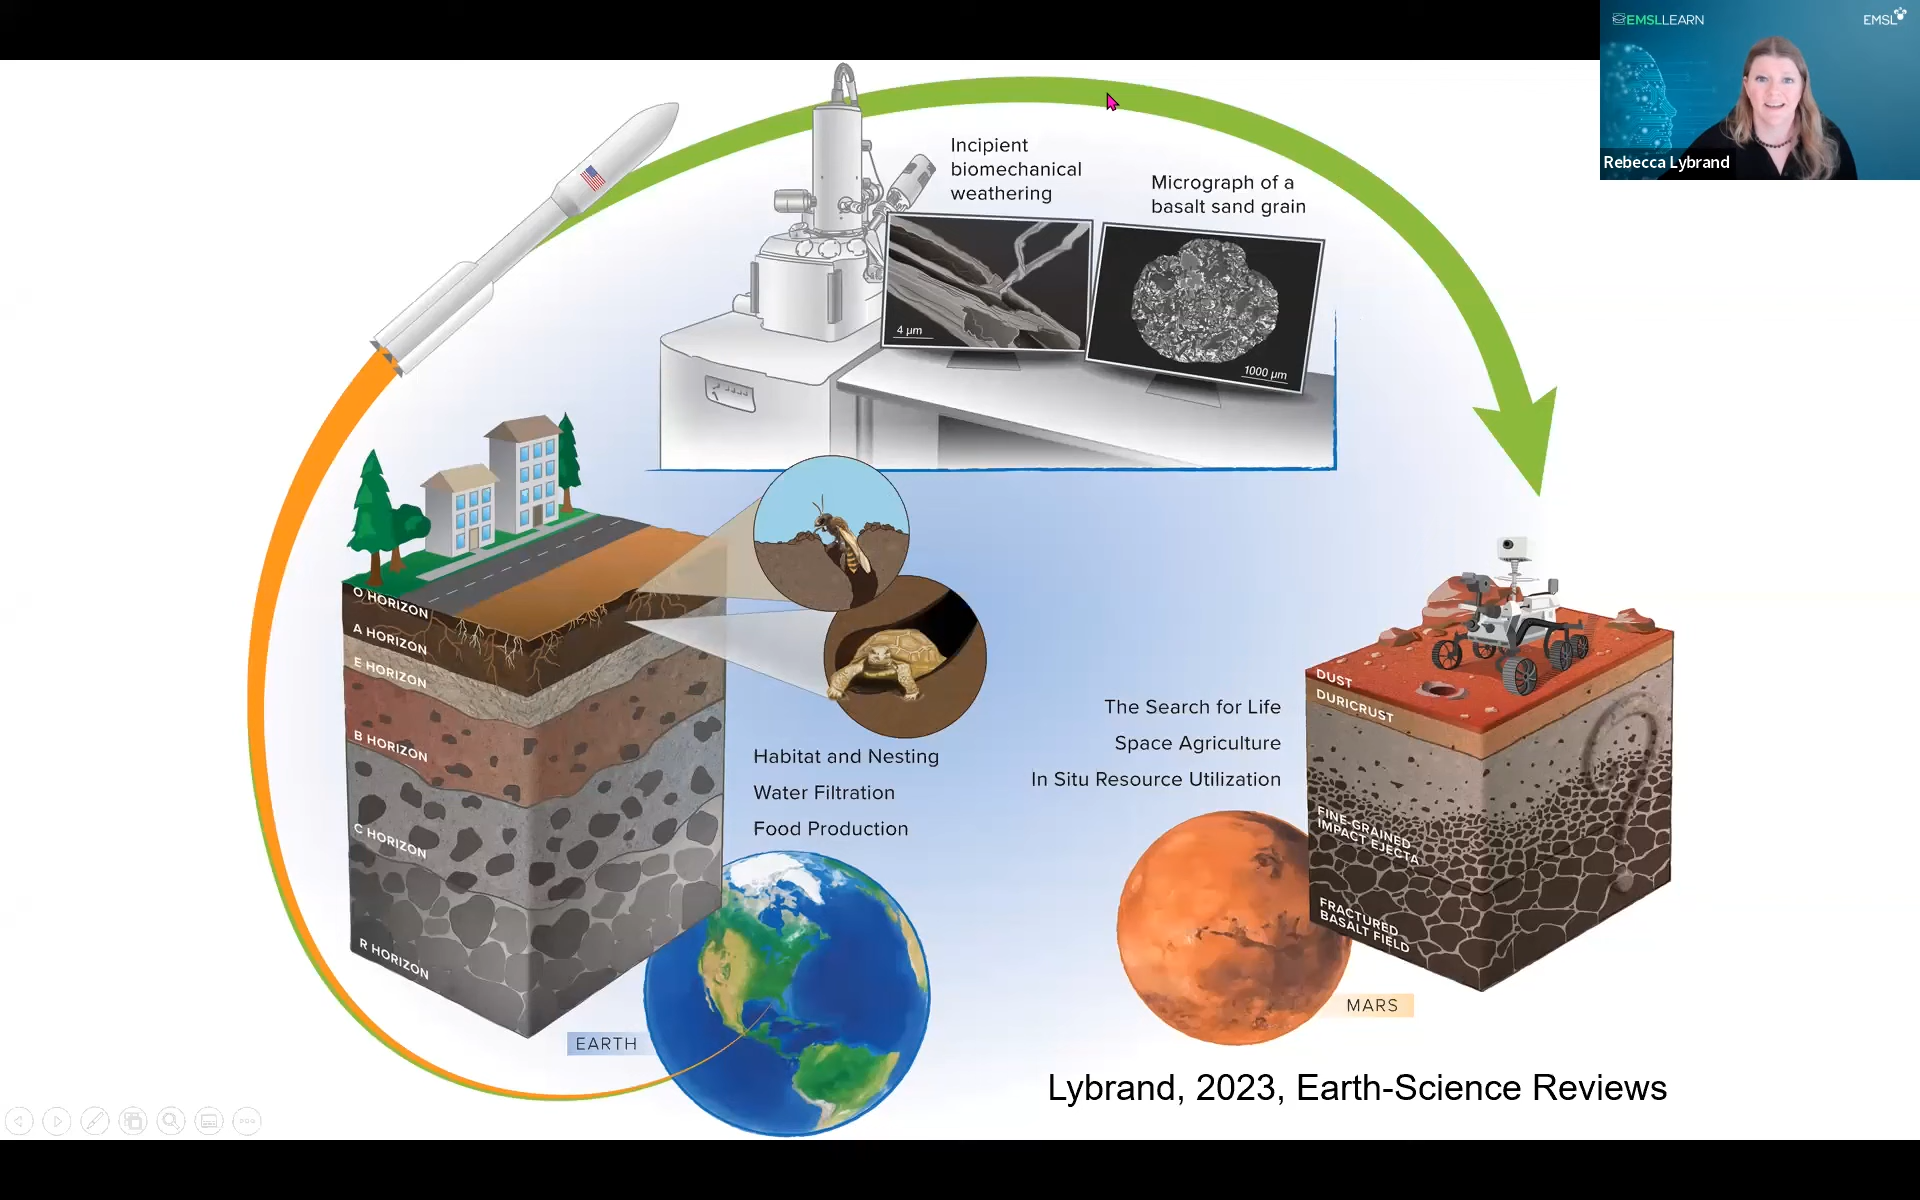 EMSLLEARN
EMSL
Rebecca Lybrand
Incipient
biomechanical
weathering
Micrograph of a
basalt sand grain
4 µm
1000 µm
O HORIZON
A HORIZON
E HORIZON
B HORIZON
C HORIZON
R HORIZON
Habitat and Nesting
Water Filtration
Food Production
EARTH
The Search for Life
Space Agriculture
In Situ Resource Utilization
DUST
DURICRUST
FINE-GRAINED
IMPACT EJECTA
FRACTURED
BASALT FIELD
MARS
Lybrand, 2023, Earth-Science Reviews